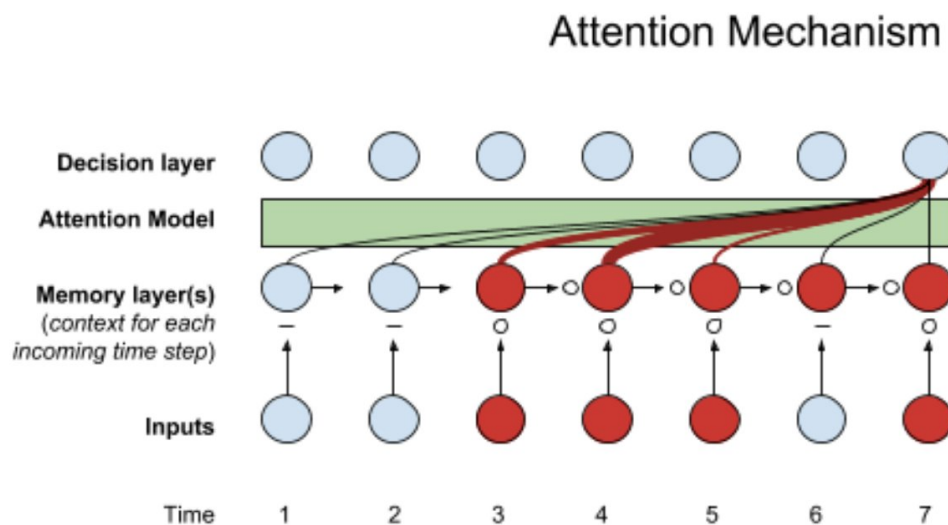 Attention Mechanism
Decision layer
Attention Model
Memory layer(s)
(context for each
incoming time step)
Inputs
Time 1 2 3 4 5 6 7